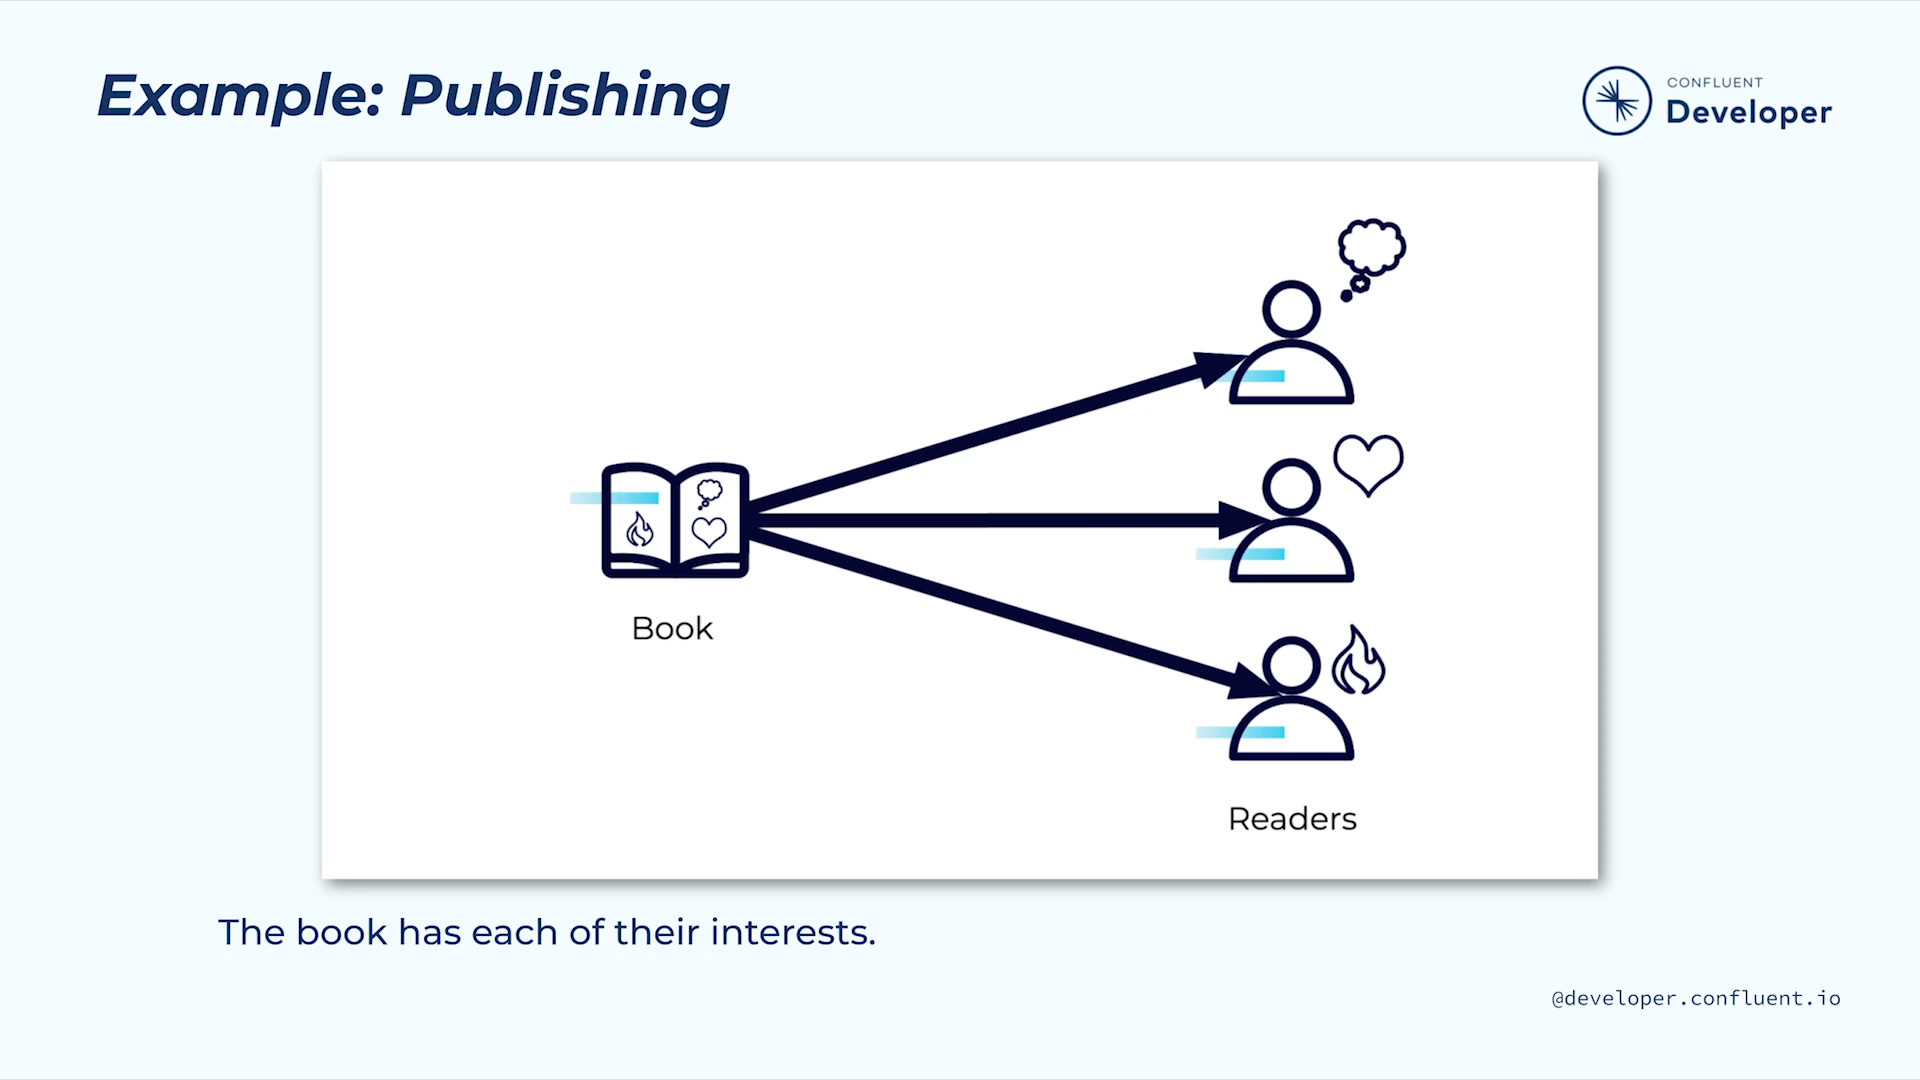 Example: Publishing
CONFLUENT
Developer
Book
Readers
The book has each of their interests.
@developer.confluent.io